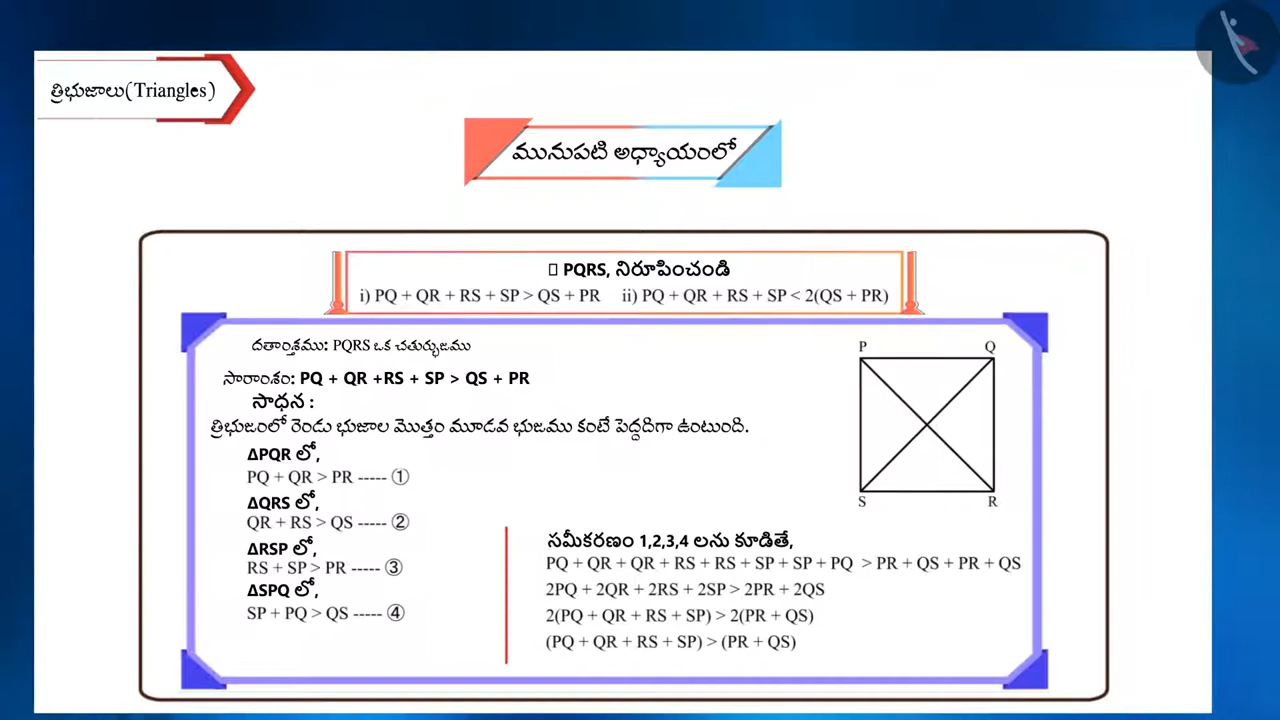 త్రిభుజాలు(Triangles)
మునుపటి అధ్యాయంలో
▯ PQRS, నిరూపించండి
i) PQ + QR + RS + SP > QS + PR ii) PQ + QR + RS + SP < 2(QS + PR)
దత్తాంశము: PQRS ఒక చతుర్భుజము
సారాంశం: PQ + QR +RS + SP > QS + PR
సాధన :
త్రిభుజంలో రెండు భుజాల మొత్తం మూడవ భుజము కంటే పెద్దదిగా ఉంటుంది.
ΔPQR లో,
PQ + QR > PR ----- ①
ΔQRS లో,
QR + RS > QS ----- ②
ΔRSP లో,
RS + SP > PR ----- ③
ΔSPQ లో,
SP + PQ > QS ----- ④
P Q
S R
సమీకరణం 1,2,3,4 లను కూడితే,
PQ + QR + QR + RS + RS + SP + SP + PQ > PR + QS + PR + QS
2PQ + 2QR + 2RS + 2SP > 2PR + 2QS
2(PQ + QR + RS + SP) > 2(PR + QS)
(PQ + QR + RS + SP) > (PR + QS)